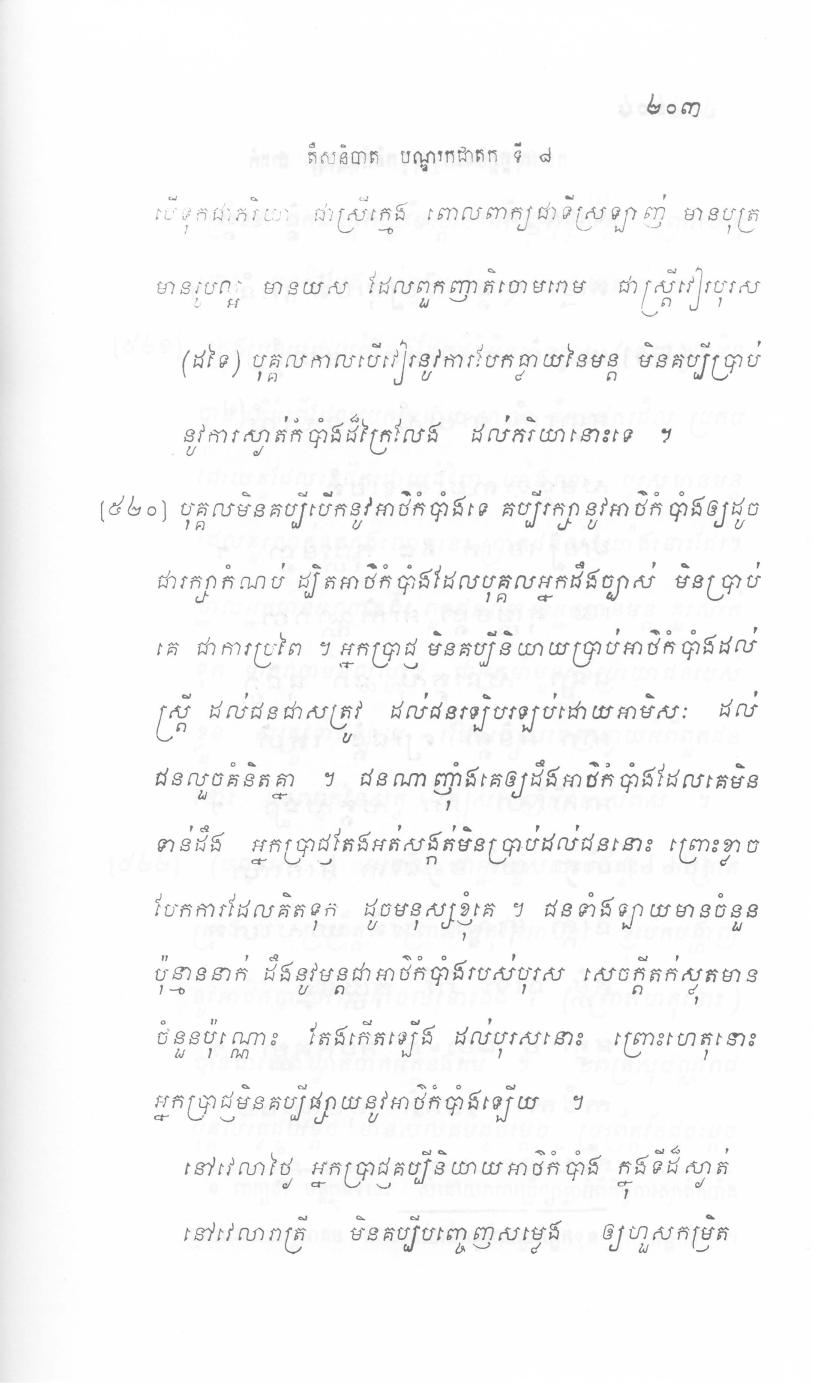 ២០៣
តឹសនិបាត បណ្ឌរកជាតក ទី ៨
បើទុកជាភរិយា ជាស្រីក្មេង ពោលពាក្យជាទីស្រឡាញ់ មានបុត្រ
មានរូបល្អ មានយស ដែលពួកញាតិចោមរោម ជាស្ត្រីវៀរបុរស
(ដទៃ) បុគ្គលកាលបើវៀរនូវការបែកធ្លាយនៃមន្ត មិនគប្បីប្រាប់
នូវការស្ងាត់កំបាំងដ៏ក្រៃលែង ដល់ភរិយានោះទេ ។
[៥៤០] បុគ្គលមិនគប្បីបើកនូវអាថ៌កំបាំងទេ គប្បីរក្សានូវអាថ៌កំបាំងឲ្យដូច
ជារក្សាកំណប់ ដ្បិតអាថ៌កំបាំងដែលបុគ្គលអ្នកដឹងច្បាស់ មិនប្រាប់
គេ ជាការប្រពៃ ។ អ្នកប្រាជ្ញ មិនគប្បីនិយាយប្រាប់អាថ៌កំបាំងដល់
ស្ត្រី ដល់ជនជាសត្រូវ ដល់ជនរឡិបរឡប់ដោយអាមិសៈ ដល់
ជនលួចគំនិតគ្នា ។ ជនណាញុំាងគេឲ្យដឹងអាថ៌កំបាំងដែលគេមិន
ទាន់ដឹង អ្នកប្រាជ្ញតែងអត់សង្កត់មិនប្រាប់ដល់ជននោះ ព្រោះខ្លាច
បែកការដែលគិតទុក ដូចមនុស្សខ្ញុំគេ ។ ជនទាំងឡាយមានចំនួន
ប៉ុន្មាននាក់ ដឹងនូវមន្តជាអាថ៌កំបាំងរបស់បុរស សេចក្តីតក់ស្លុតមាន
ចំនួនប៉ុណ្ណោះ តែងកើតឡើង ដល់បុរសនោះ ព្រោះហេតុនោះ
អ្នកប្រាជ្ញមិនគប្បីផ្សាយនូវអាថ៌កំបាំងឡើយ ។
នៅវេលាថ្ងៃ អ្នកប្រាជ្ញគប្បីនិយាយអាថ៌កំបាំង ក្នុងទីដ៏ស្ងាត់
នៅវេលារាត្រី មិនគប្បីបញ្ចេញសម្លេង ឲ្យហួសកម្រិត